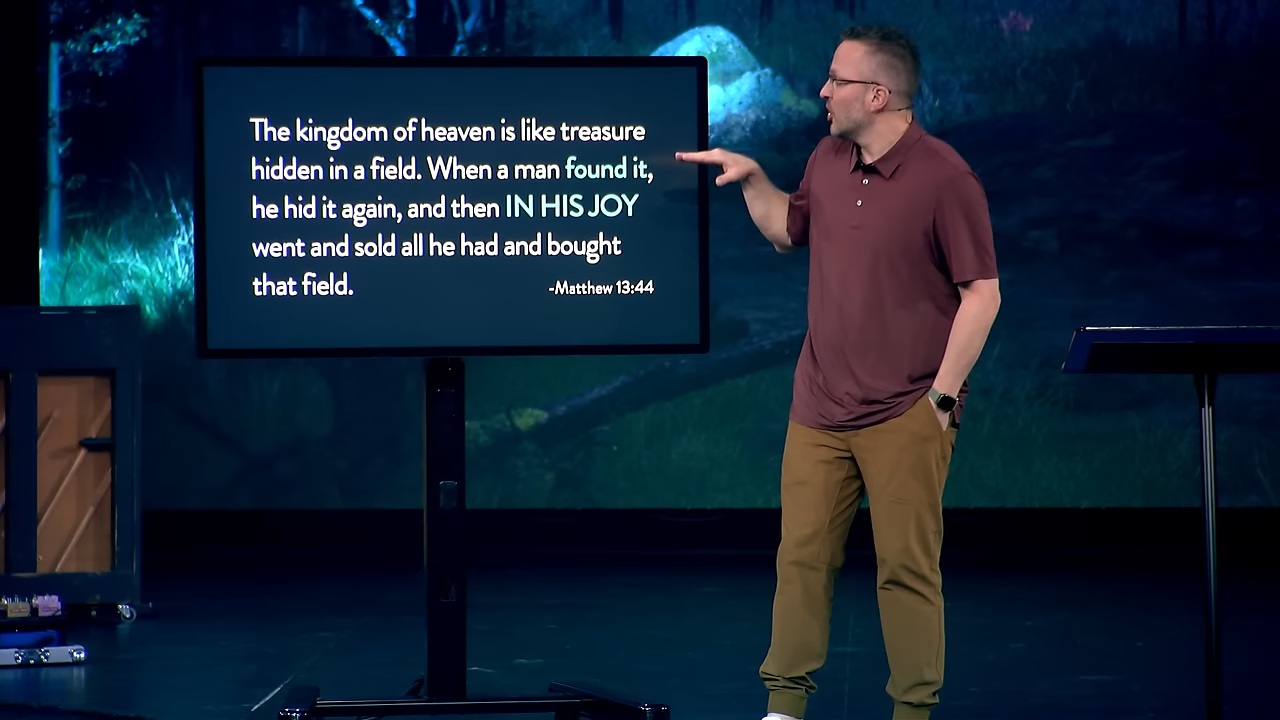 The kingdom of heaven is like treasure
hidden in a field. When a man found it,
he hid it again, and then IN HIS JOY
went and sold all he had and bought
that field.
-Matthew 13:44